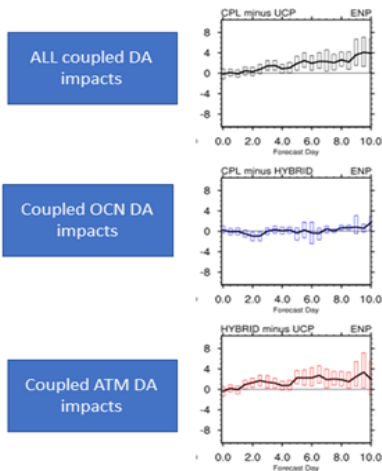 ALL coupled DA
impacts
CPL minus UCP ENP
8
4
0
-4
-8
0.0 2.0 4.0 6.0 8.0 10.0
Forecast Day
Coupled OCN DA
impacts
CPL minus HYBRID ENP
8
4
0
-4
-8
0.0 2.0 4.0 6.0 8.0 10.0
Forecast Day
Coupled ATM DA
impacts
HYBRID minus UCP ENP
8
4
0
-4
-8
0.0 2.0 4.0 6.0 8.0 10.0
Forecast Day